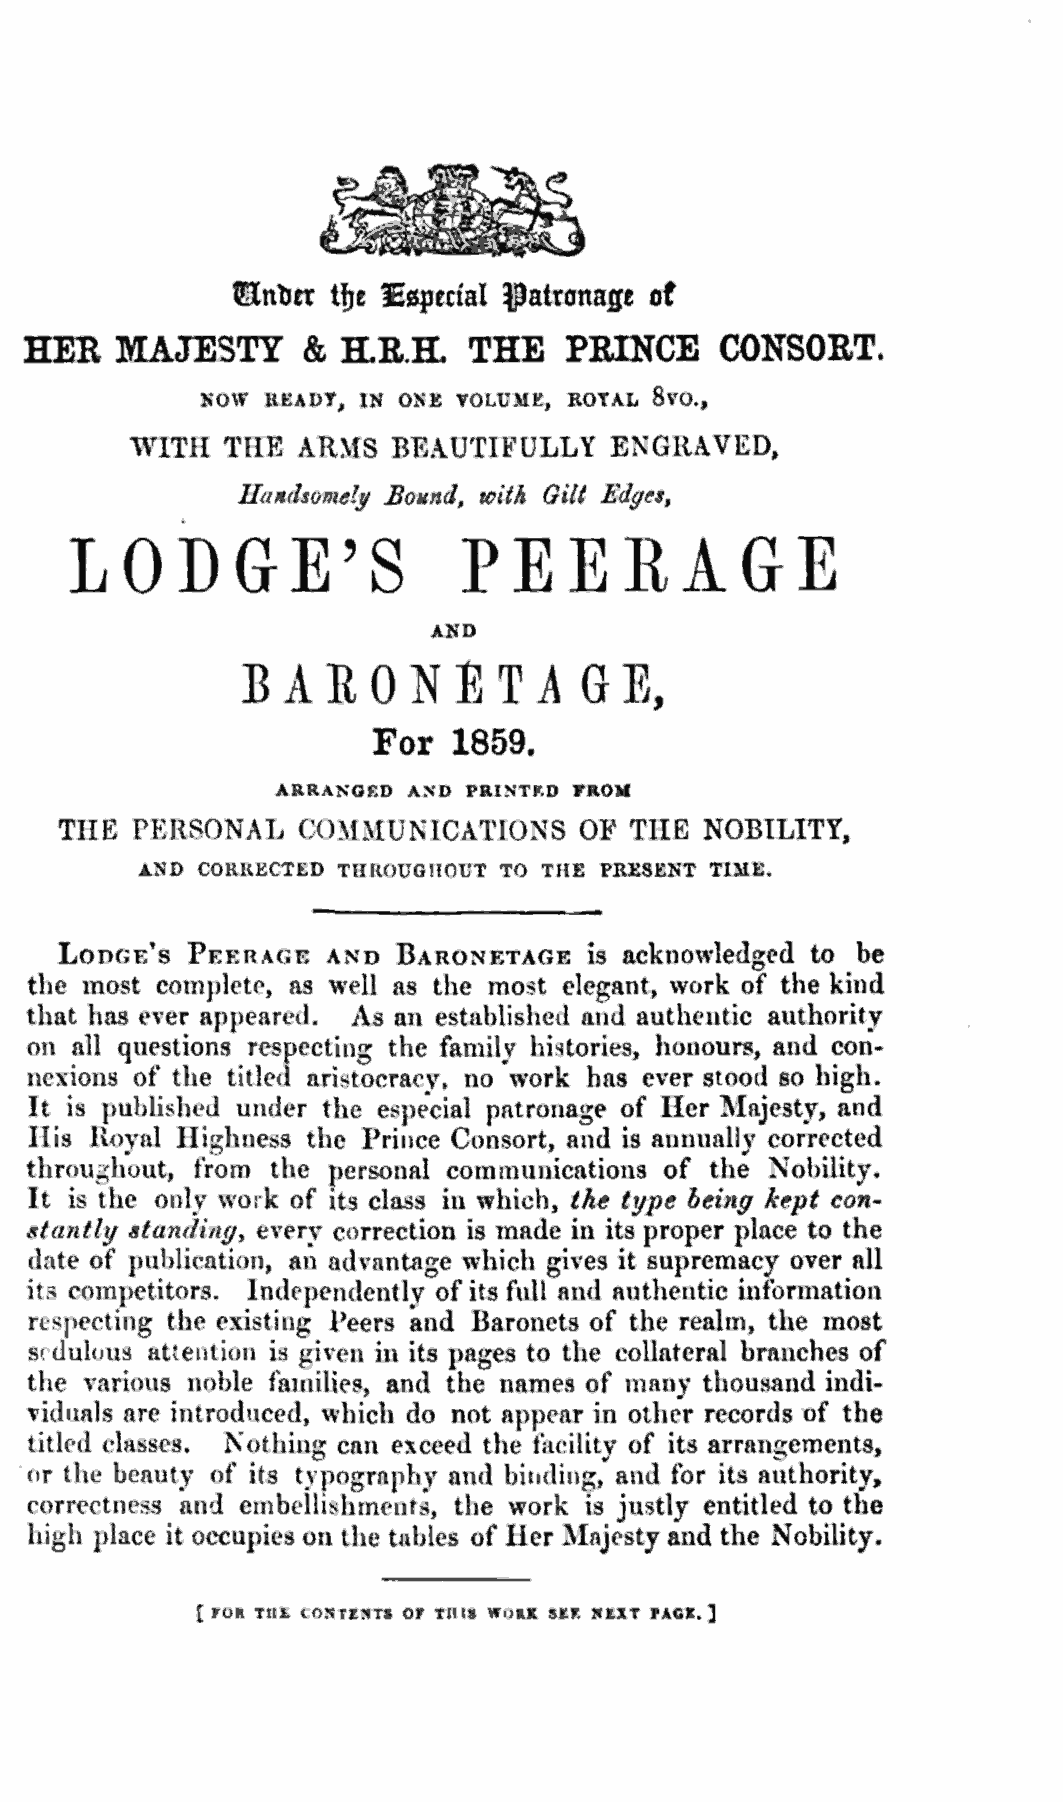 Under the Especial Patronage of
HER MAJESTY & H.R.H. THE PRINCE CONSORT.
NOW READY, IN ONE VOLUME, ROYAL 8VO.,
WITH THE ARMS BEAUTIFULLY ENGRAVED,
Handsomely Bound, with Gilt Edges,
LODGE'S PEERAGE
AND
BARONETAGE,
For 1859.
ARRANGED AND PRINTED FROM
THE PERSONAL COMMUNICATIONS OF THE NOBILITY,
AND CORRECTED THROUGHOUT TO THE PRESENT TIME.
LODGE'S PEERAGE AND BARONETAGE is acknowledged to be
the most complete, as well as the most elegant, work of the kind
that has ever appeared. As an established and authentic authority
on all questions respecting the family histories, honours, and con-
nexions of the titled aristocracy, no work has ever stood so high.
It is published under the especial patronage of Her Majesty, and
His Royal Highness the Prince Consort, and is annually corrected
throughout, from the personal communications of the Nobility.
It is the only work of its class in which, the type being kept con-
stantly standing, every correction is made in its proper place to the
date of publication, an advantage which gives it supremacy over all
its competitors. Independently of its full and authentic information
respecting the existing Peers and Baronets of the realm, the most
sedulous attention is given in its pages to the collateral branches of
the various noble families, and the names of many thousand indi-
viduals are introduced, which do not appear in other records of the
titled classes. Nothing can exceed the facility of its arrangements,
or the beauty of its typography and binding, and for its authority,
correctness and embellishments, the work is justly entitled to the
high place it occupies on the tables of Her Majesty and the Nobility.
[FOR THE CONTENTS OF THIS WORK SEE NEXT PAGE.]